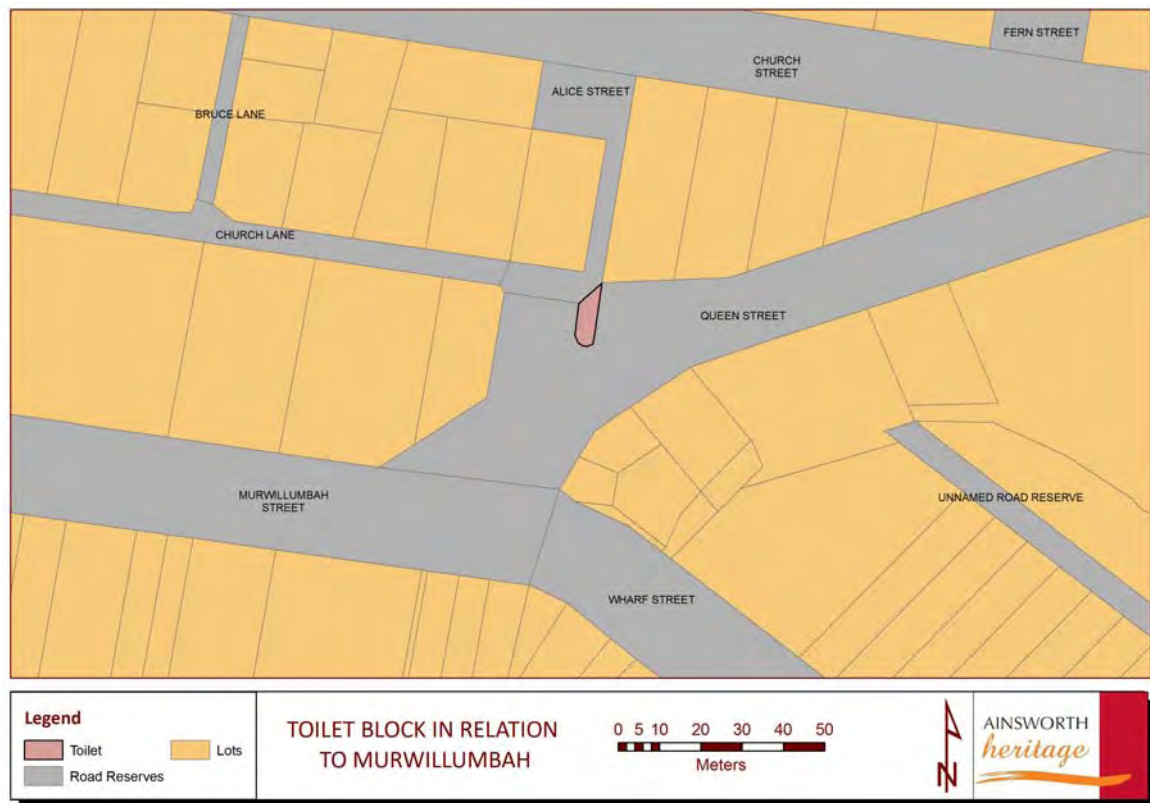 FERN STREET
CHURCH
STREET
ALICE STREET
BRUCE LANE
CHURCH LANE
QUEEN STREET
MURWILLUMBAH
STREET
UNNAMED ROAD RESERVE
WHARF STREET
Legend
Toilet
Lots
Road Reserves
TOILET BLOCK IN RELATION
TO MURWILLUMBAH
0 5 10 20 30 40 50
Meters
N
AINSWORTH
heritage